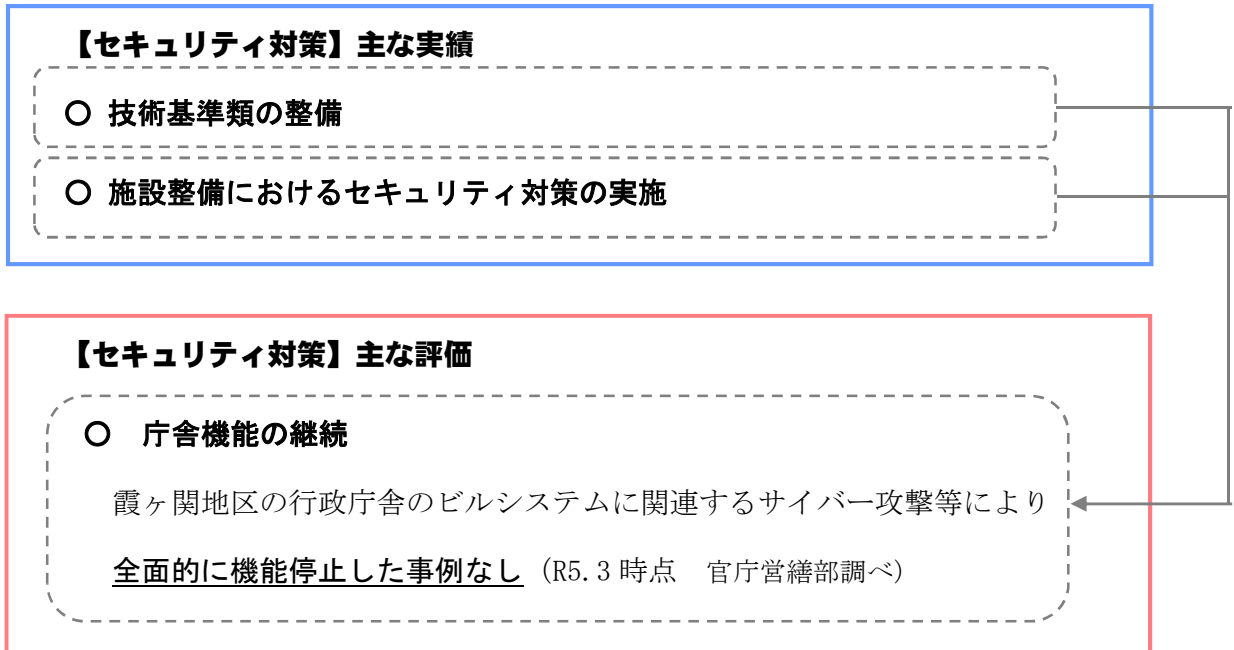 【セキュリティ対策】主な実績
○ 技術基準類の整備
○ 施設整備におけるセキュリティ対策の実施
【セキュリティ対策】主な評価
○ 庁舎機能の継続
霞ヶ関地区の行政庁舎のビルシステムに関連するサイバー攻撃等により
全面的に機能停止した事例なし（R5.3 時点　官庁営繕部調べ）